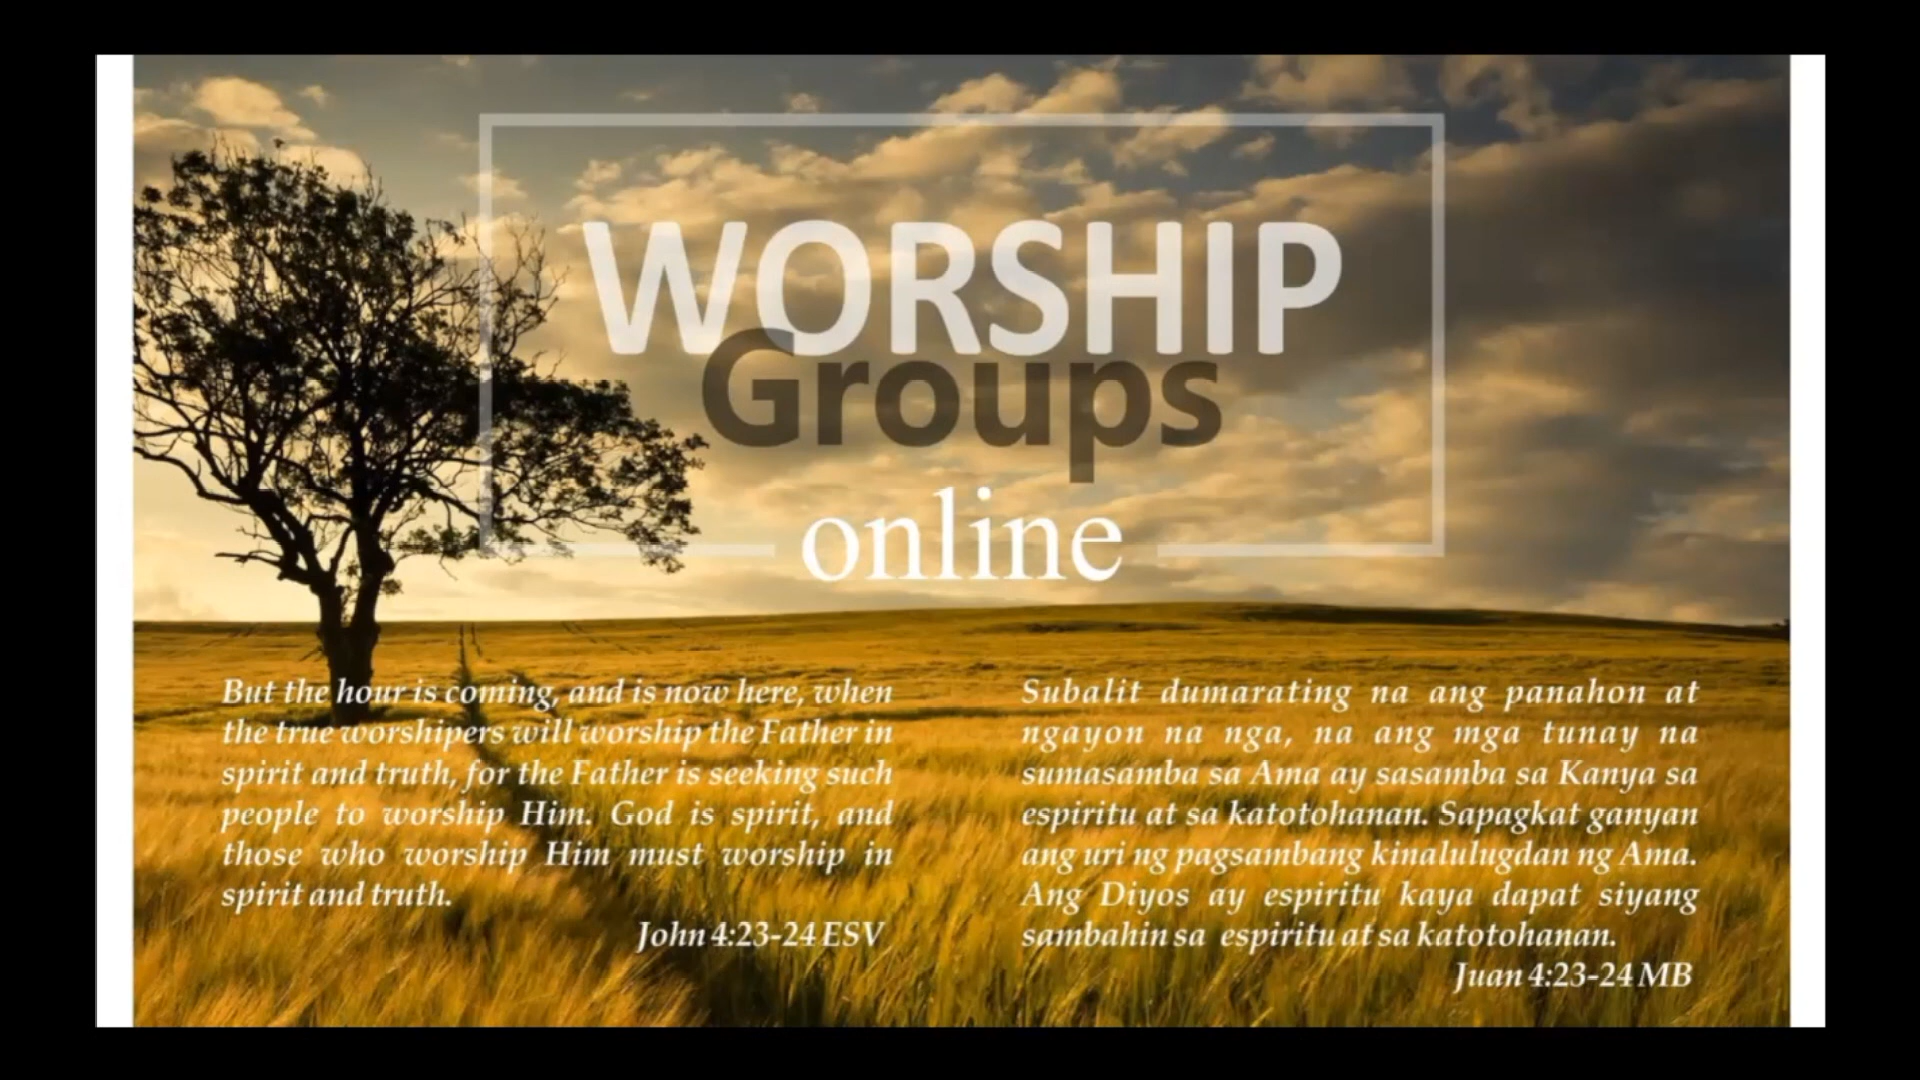 WORSHIP
Groups
online
But the hour is coming, and is now here, when
the true worshipers will worship the Father in
spirit and truth, for the Father is seeking such
people to worship Him. God is spirit, and
those who worship Him must worship in
spirit and truth.
John 4:23-24 ESV
Subalit dumarating na ang panahon at
ngayon na nga, na ang mga tunay na
sumasamba sa Ama ay sasamba sa Kanya sa
espiritu at sa katotohanan. Sapagkat ganyan
ang uri ng pagsambang kinalulugdan ng Ama.
Ang Diyos ay espiritu kaya dapat siyang
sambahin sa espiritu at sa katotohanan.
Juan 4:23-24 MB